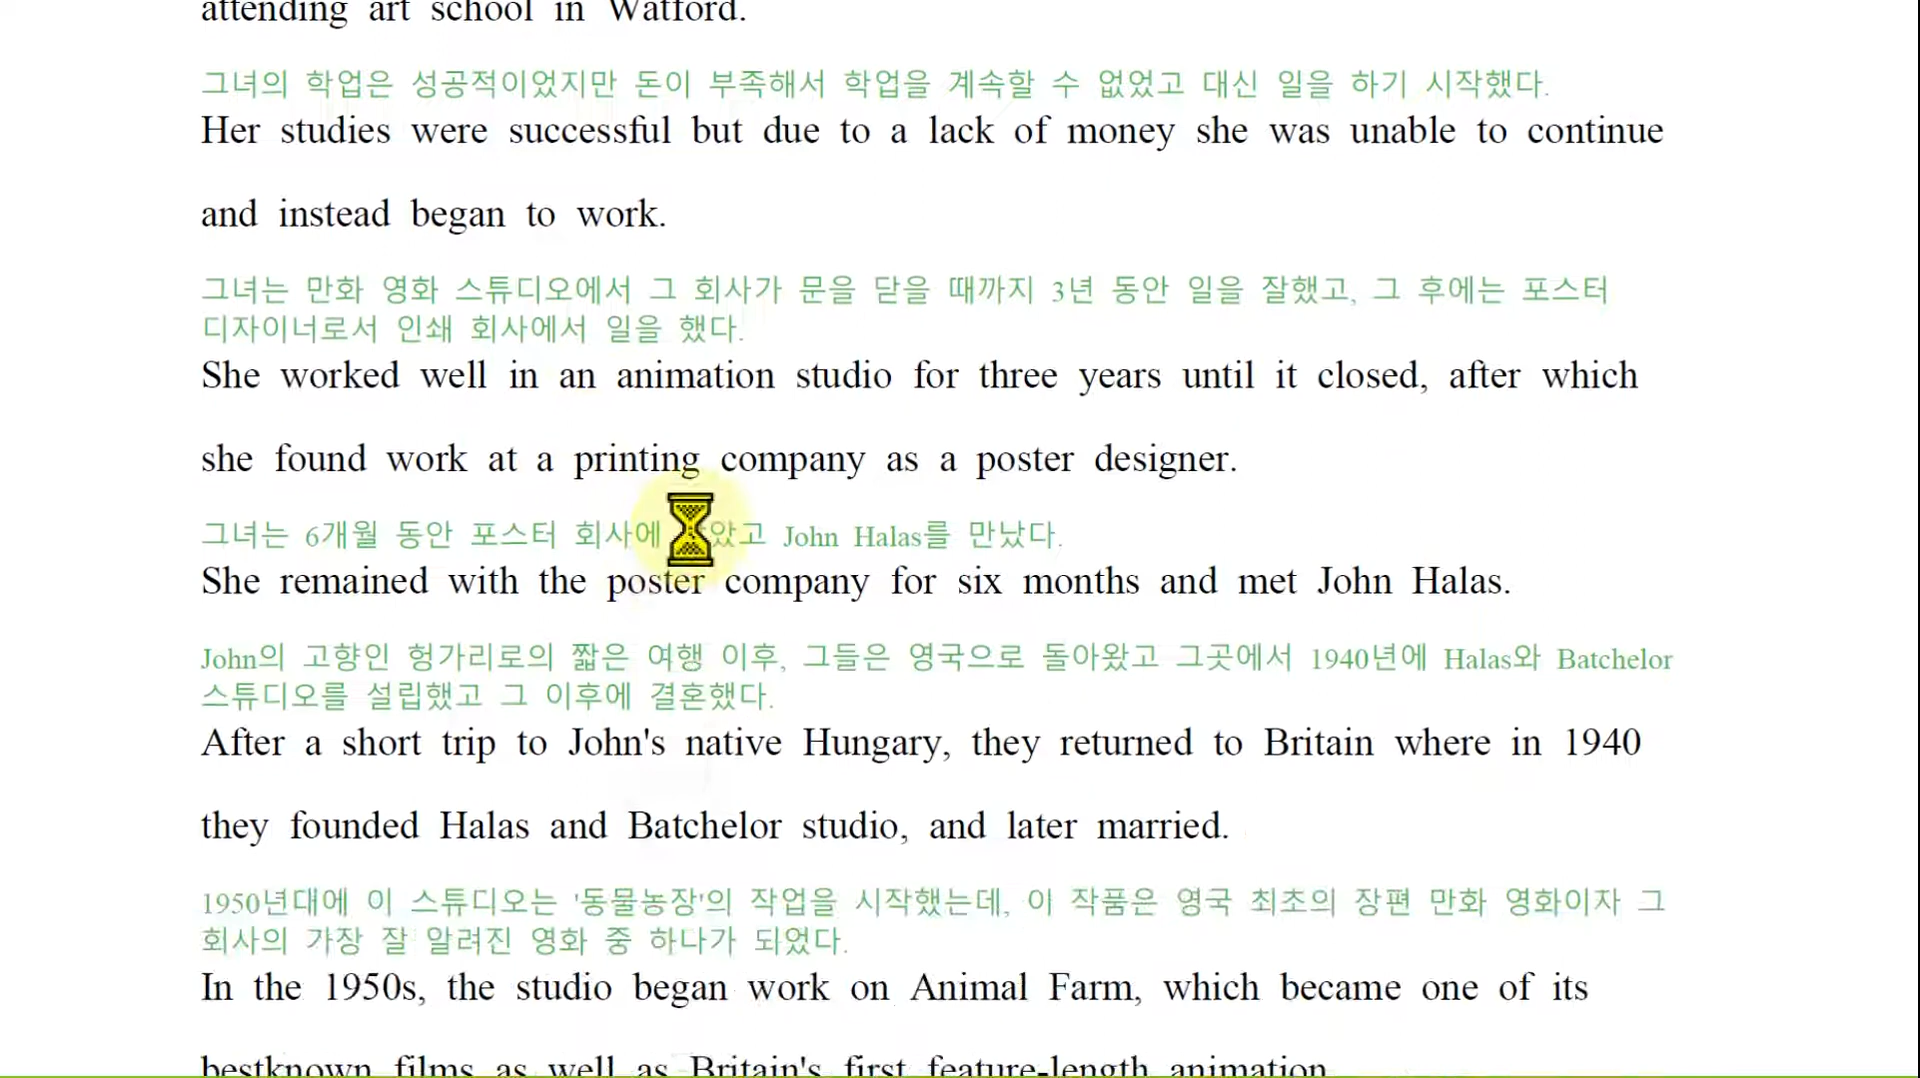 attending art school in Watford.
그녀의 학업은 성공적이었지만 돈이 부족해서 학업을 계속할 수 없었고 대신 일을 하기 시작했다.
Her studies were successful but due to a lack of money she was unable to continue
and instead began to work.
그녀는 만화 영화 스튜디오에서 그 회사가 문을 닫을 때까지 3년 동안 일을 잘했고, 그 후에는 포스터
디자이너로서 인쇄 회사에서 일을 했다.
She worked well in an animation studio for three years until it closed, after which
she found work at a printing company as a poster designer.
그녀는 6개월 동안 포스터 회사에 John Halas를 만났다.
She remained with the poster company for six months and met John Halas.
John의 고향인 헝가리로의 짧은 여행 이후, 그들은 영국으로 돌아왔고 그곳에서 1940년에 Halas와 Batchelor
스튜디오를 설립했고 그 이후에 결혼했다.
After a short trip to John's native Hungary, they returned to Britain where in 1940
they founded Halas and Batchelor studio, and later married.
1950년대에 이 스튜디오는 '동물농장'의 작업을 시작했는데, 이 작품은 영국 최초의 장편 만화 영화이자 그
회사의 가장 잘 알려진 영화 중 하나가 되었다.
In the 1950s, the studio began work on Animal Farm, which became one of its
bestknown films as well as Britain's first feature-length animation.